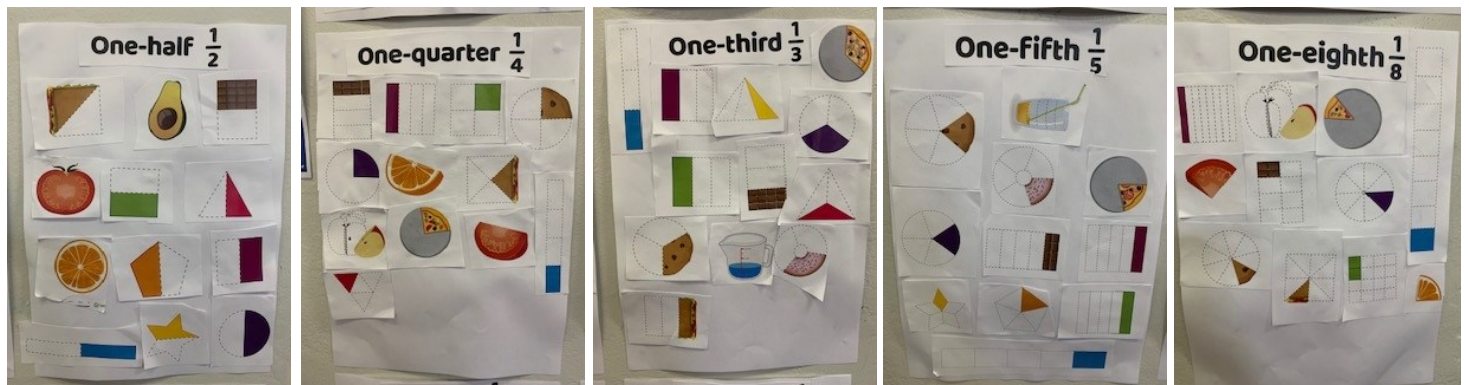 One-half 1/2
One-quarter 1/4
One-third 1/3
One-fifth 1/5
One-eighth 1/8